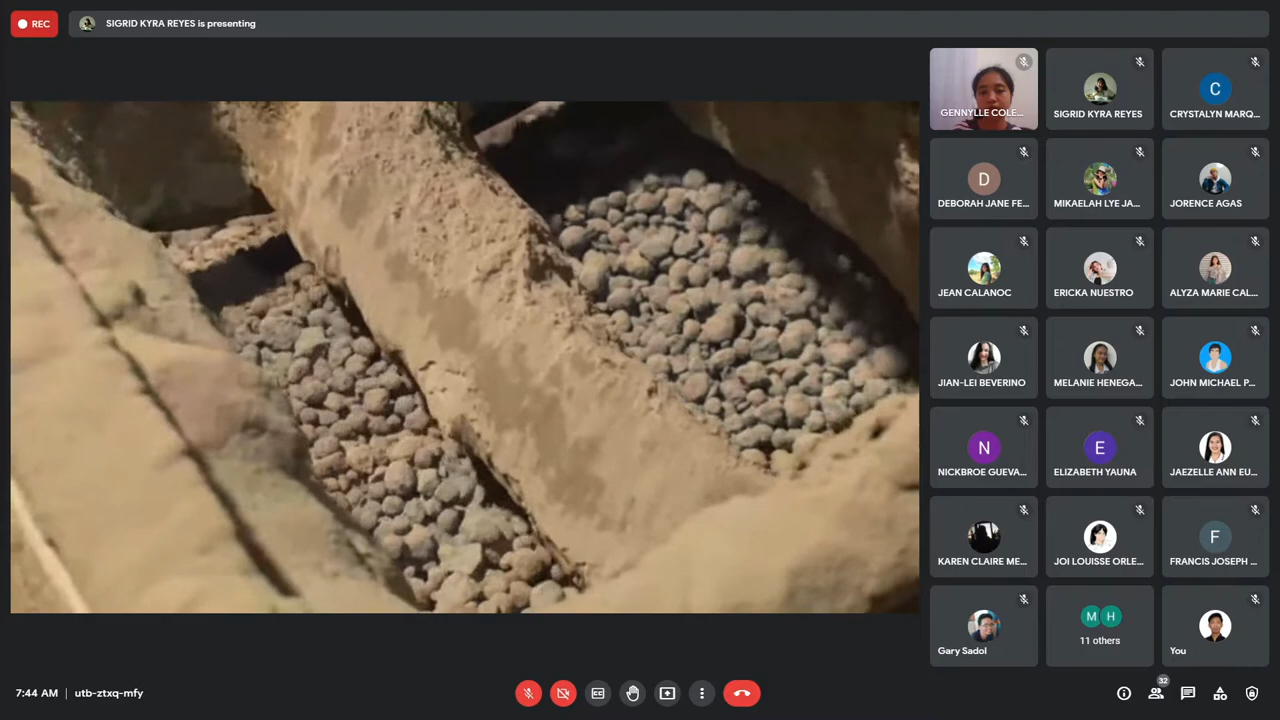 REC
SIGRID KYRA REYES is presenting
GENNYLLE COLE...
SIGRID KYRA REYES
C
CRYSTALYN MARQ...
D
DEBORAH JANE FE...
MIKAELAH LYE JA...
JORENCE AGAS
JEAN CALANOC
ERICKA NUESTRO
ALYZA MARIE CAL...
JIAN-LEI BEVERINO
MELANIE HENEGA...
JOHN MICHAEL P...
N
NICKBROE GUEVA...
E
ELIZABETH YAUNA
JAEZELLE ANN EU...
KAREN CLAIRE ME...
JOI LOUISSE ORLE...
F
FRANCIS JOSEPH ...
Gary Sadol
M H
11 others
You
7:44 AM | utb-ztxq-mfy
CC
32